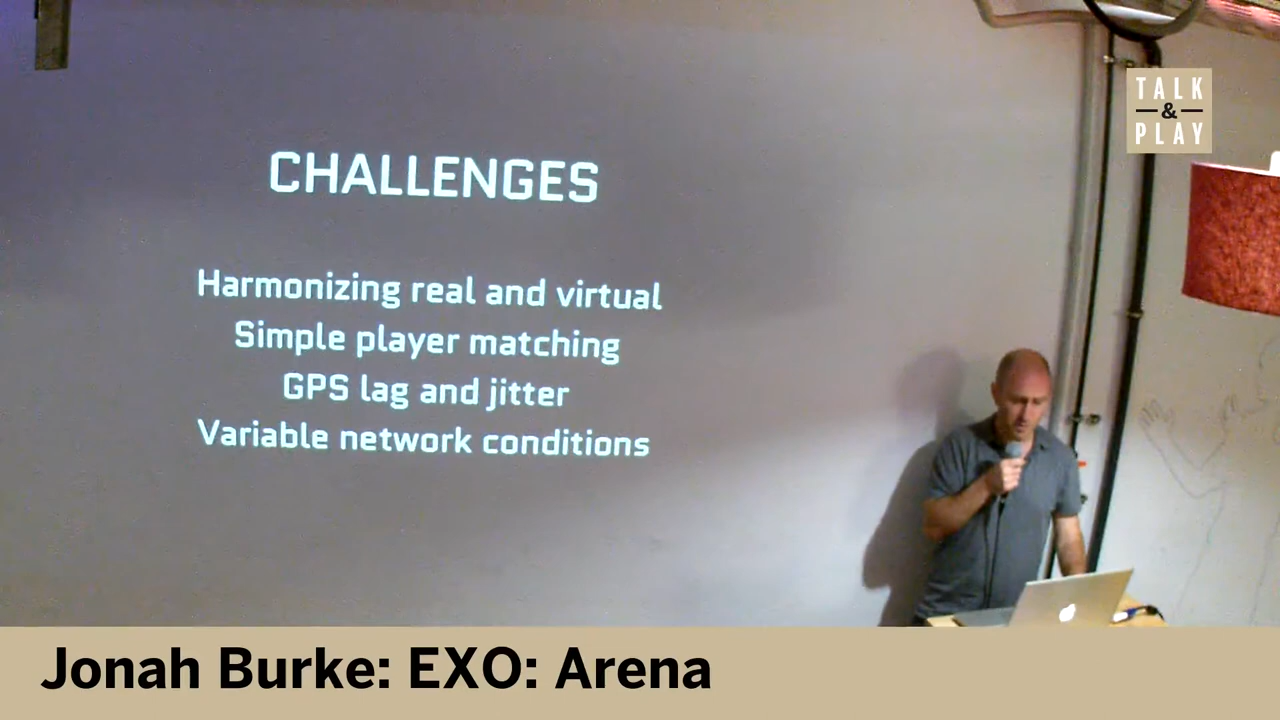 TALK
&
PLAY
CHALLENGES
Harmonizing real and virtual
Simple player matching
GPS lag and jitter
Variable network conditions
Jonah Burke: EXO: Arena